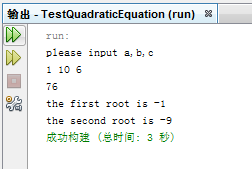 输出 - TestQuadraticEquation (run)
run:
please input a,b,c
1 10 6
76
the first root is -1
the second root is -9
成功构建 (总时间: 3 秒)